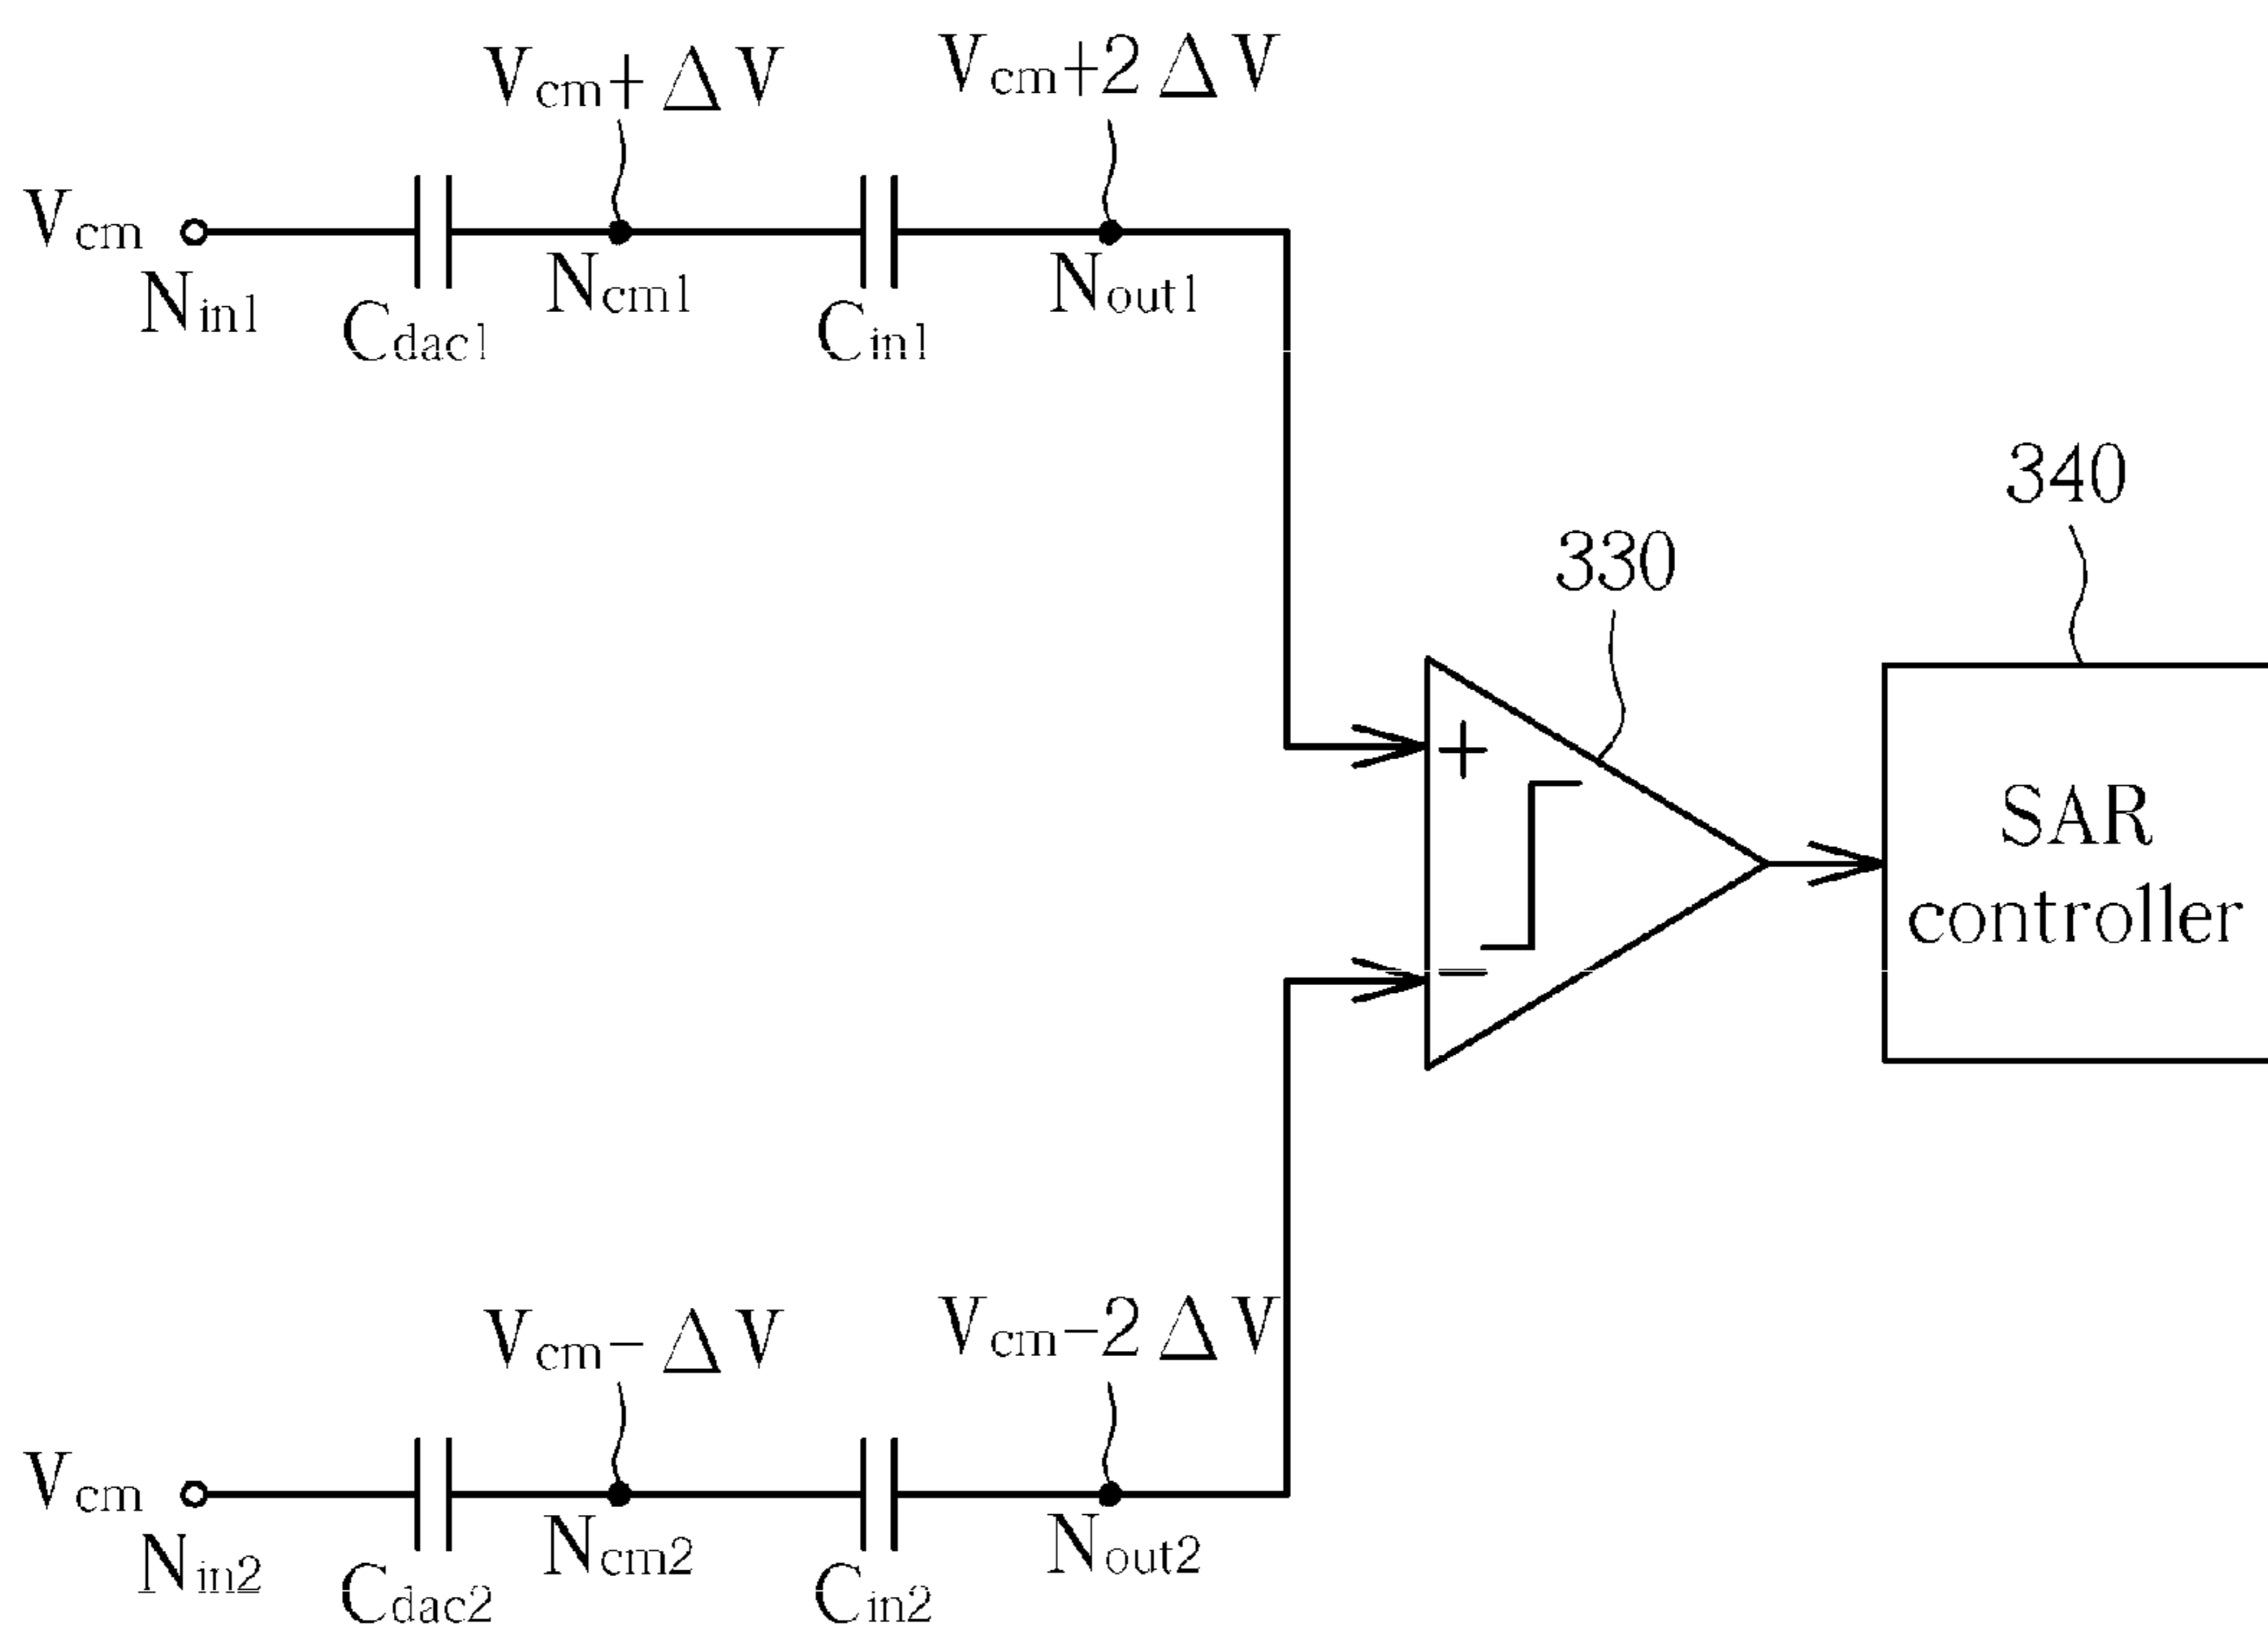 Vcm+ΔV
Vcm+2ΔV
Vcm
Nin1
Cdac1
Ncm1
Cin1
Nout1
340
330
+
SAR
controller
−
Vcm−ΔV
Vcm−2ΔV
Vcm
Nin2
Cdac2
Ncm2
Cin2
Nout2